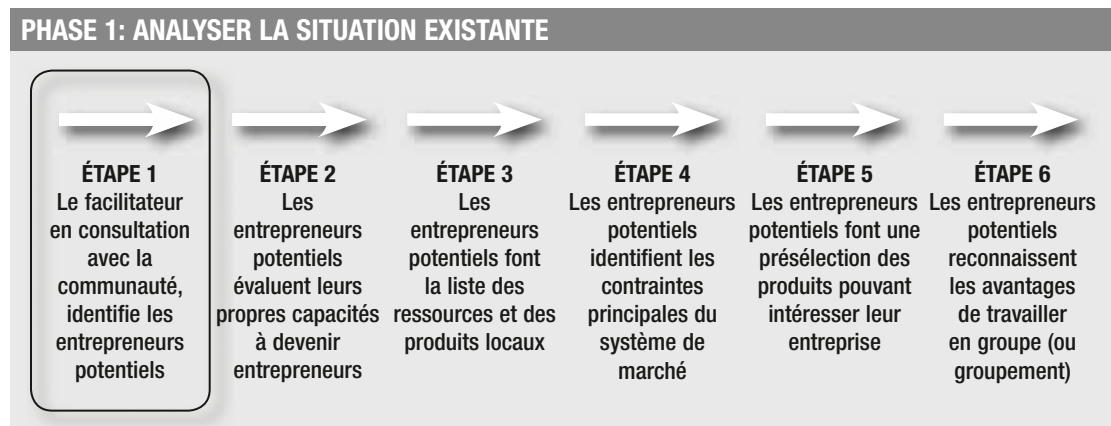 PHASE 1: ANALYSER LA SITUATION EXISTANTE
ÉTAPE 1
Le facilitateur
en consultation
avec la
communauté,
identifie les
entrepreneurs
potentiels
ÉTAPE 2
Les
entrepreneurs
potentiels
évaluent leurs
propres capacités
à devenir
entrepreneurs
ÉTAPE 3
Les
entrepreneurs
potentiels font
la liste des
ressources et des
produits locaux
ÉTAPE 4
Les entrepreneurs
potentiels
identifient les
contraintes
principales du
système de
marché
ÉTAPE 5
Les entrepreneurs
potentiels font une
présélection des
produits pouvant
intéresser leur
entreprise
ÉTAPE 6
Les entrepreneurs
potentiels
reconnaissent
les avantages
de travailler
en groupe (ou
groupement)